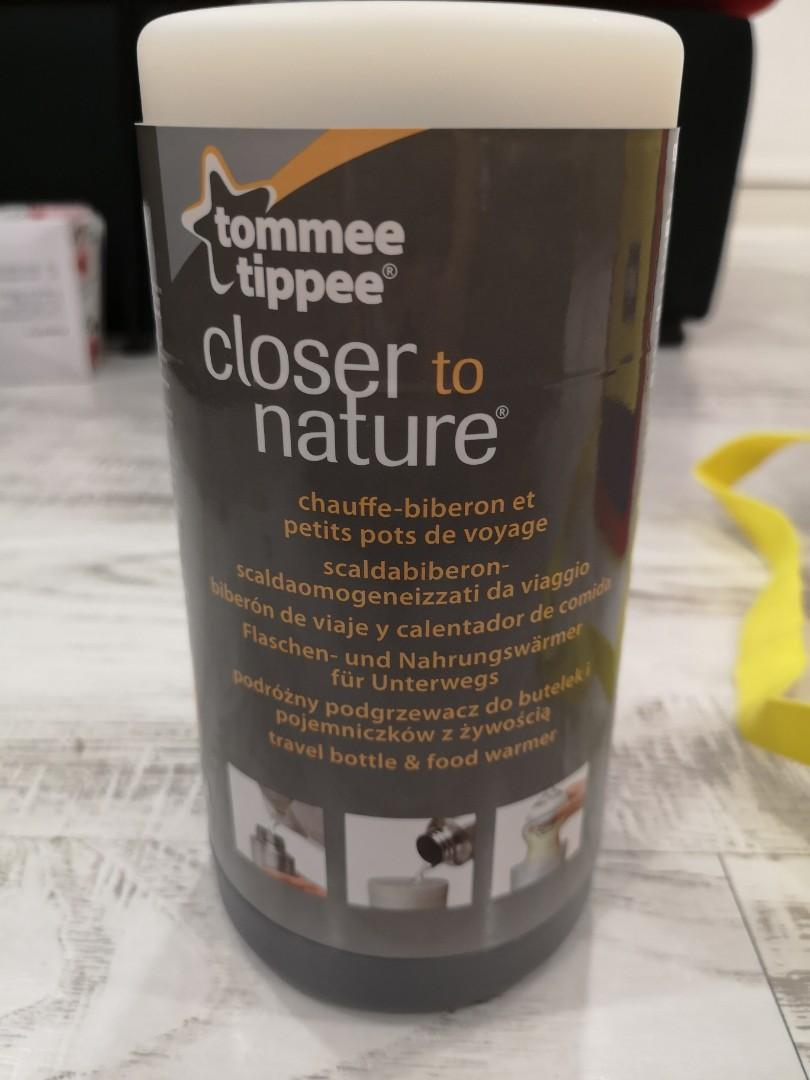 tommee
tippee®
closer to
nature®
chauffe-biberon et
petits pots de voyage
scaldabiberon-
scaldaomogeneizzati da viaggio
biberón de viaje y calentador de comida
Flaschen- und Nahrungswärmer
für Unterwegs
podróżny podgrzewacz do butelek i
pojemniczków z żywością
travel bottle & food warmer